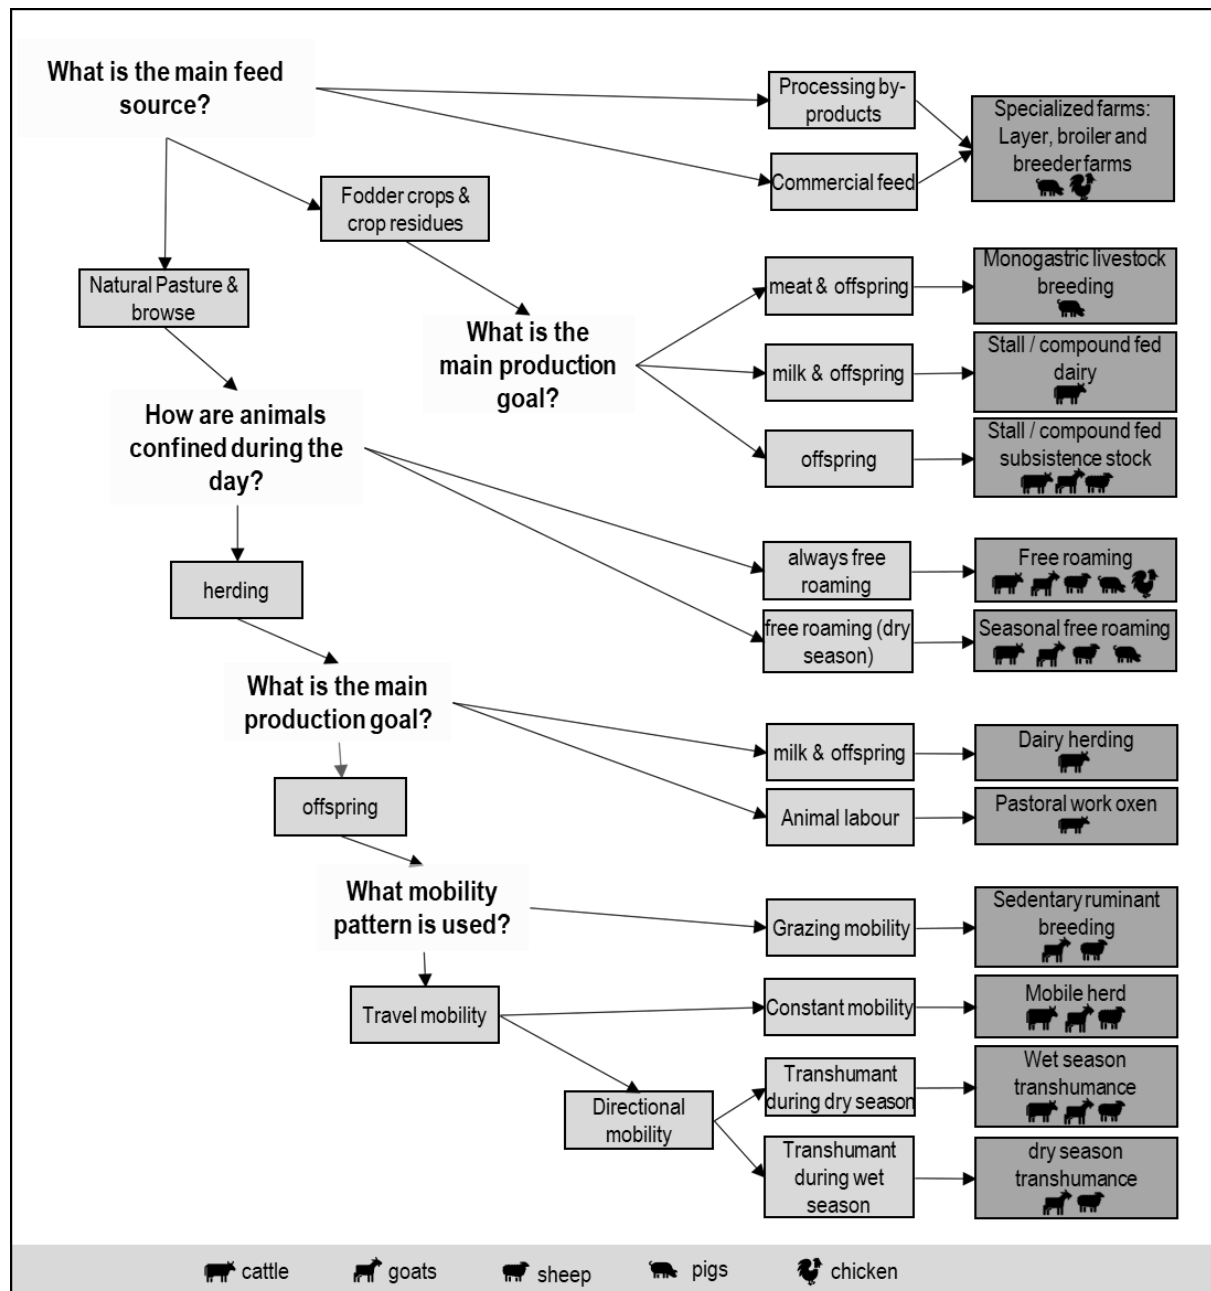 What is the main feed
source?
Processing by-
products
Specialized farms:
Layer, broiler and
breeder farms
Commercial feed
Fodder crops &
crop residues
Natural Pasture &
browse
What is the
main production
goal?
meat & offspring
Monogastric livestock
breeding
milk & offspring
Stall / compound fed
dairy
offspring
Stall / compound fed
subsistence stock
How are animals
confined during the
day?
herding
always free
roaming
Free roaming
free roaming (dry
season)
Seasonal free roaming
What is the main
production goal?
milk & offspring
Dairy herding
offspring
Animal labour
Pastoral work oxen
What mobility
pattern is used?
Grazing mobility
Sedentary ruminant
breeding
Travel mobility
Constant mobility
Mobile herd
Directional
mobility
Transhumant
during dry season
Wet season
transhumance
Transhumant
during wet
season
dry season
transhumance
cattle
goats
sheep
pigs
chicken